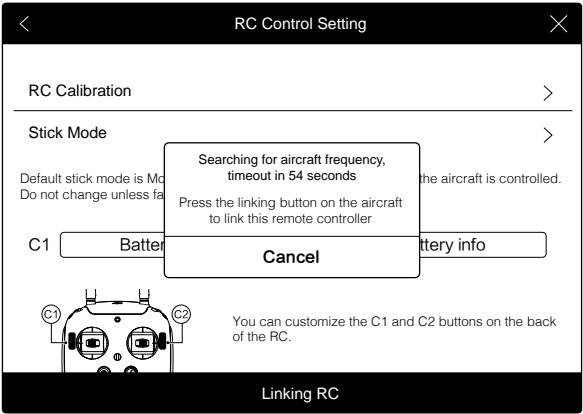 RC Control Setting
RC Calibration
Stick Mode
Default stick mode is Mo
the aircraft is controlled.
Do not change unless fa
Searching for aircraft frequency,
timeout in 54 seconds
Press the linking button on the aircraft
to link this remote controller
Cancel
C1
Batter
ttery info
C1
C2
You can customize the C1 and C2 buttons on the back
of the RC.
Linking RC